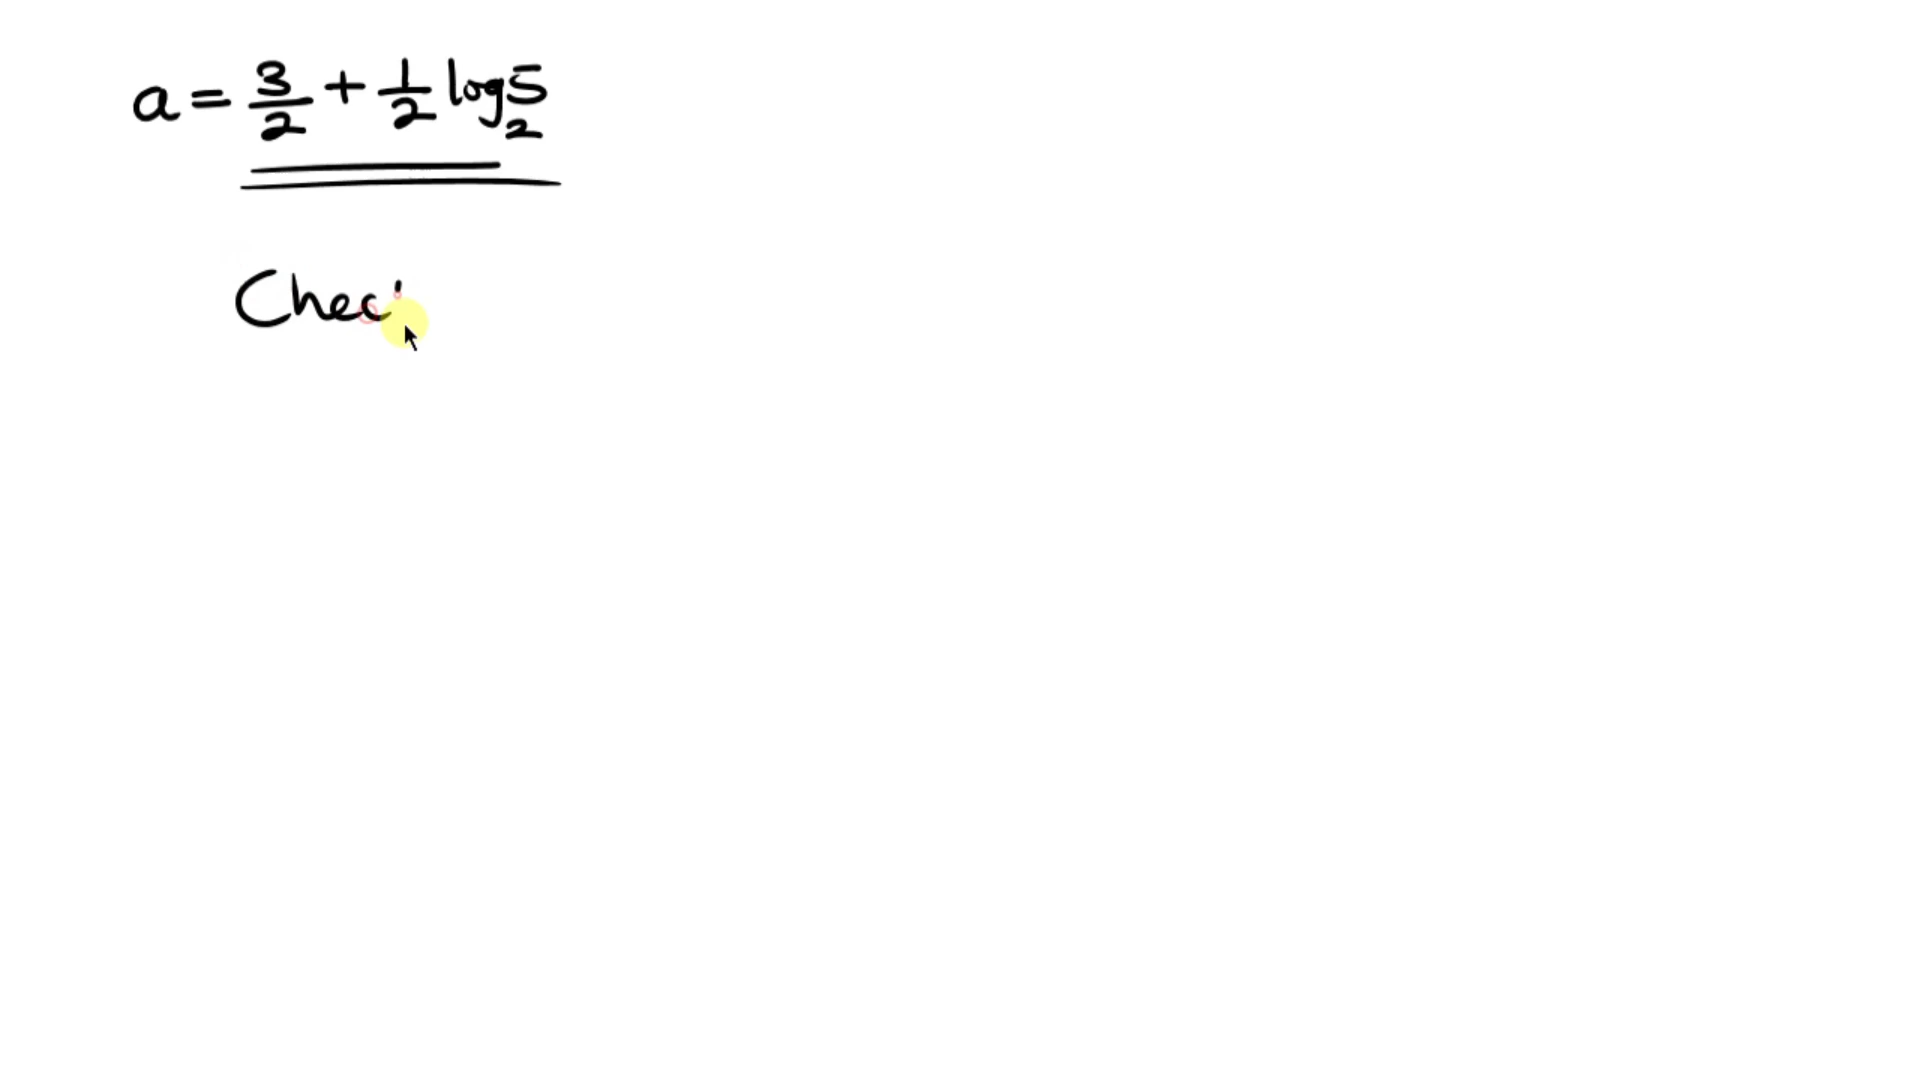 a = 3/2 + 1/2 log₂5
Chec